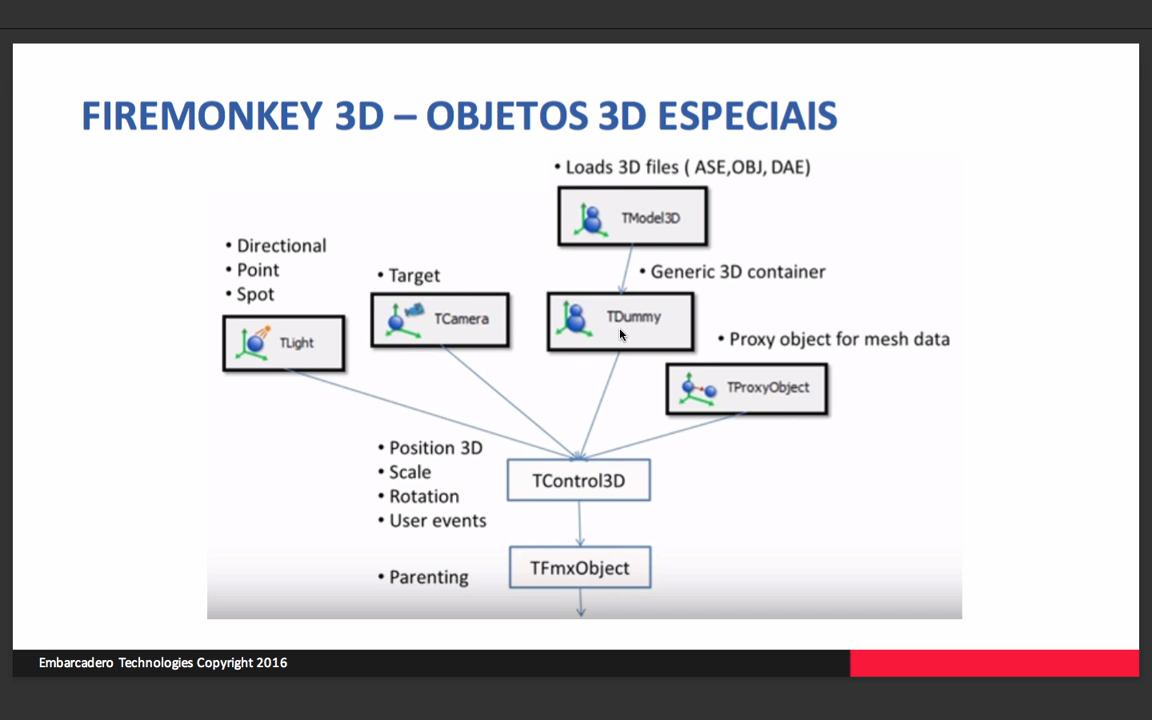 FIREMONKEY 3D – OBJETOS 3D ESPECIAIS
• Loads 3D files ( ASE,OBJ, DAE)
TModel3D
• Directional
• Point
• Spot
TLight
• Target
TCamera
• Generic 3D container
TDummy
• Proxy object for mesh data
TProxyObject
• Position 3D
• Scale
• Rotation
• User events
TControl3D
• Parenting
TFmxObject
Embarcadero Technologies Copyright 2016